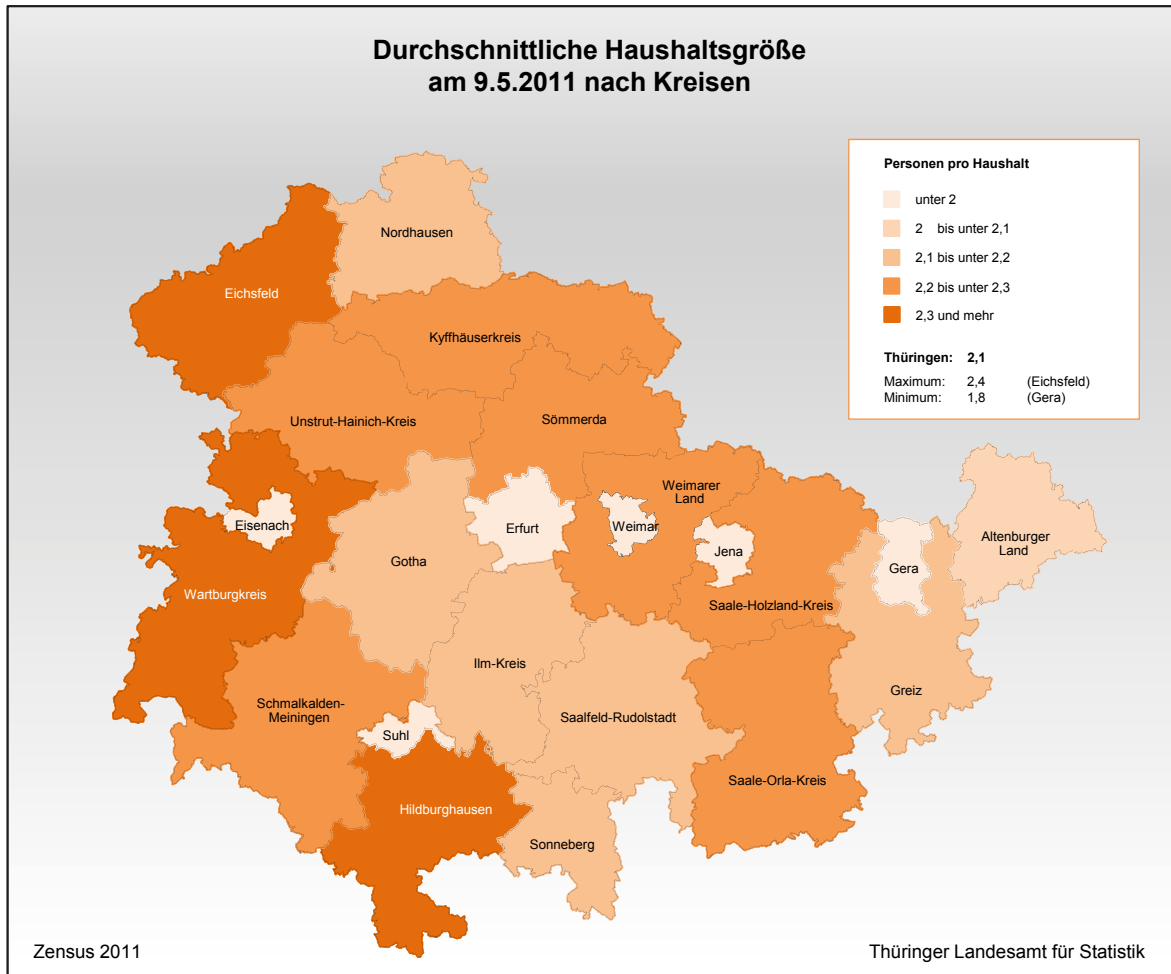 Durchschnittliche Haushaltsgröße
am 9.5.2011 nach Kreisen
Personen pro Haushalt
unter 2
2 bis unter 2,1
2,1 bis unter 2,2
2,2 bis unter 2,3
2,3 und mehr
Thüringen: 2,1
Maximum: 2,4 (Eichsfeld)
Minimum: 1,8 (Gera)
Nordhausen
Eichsfeld
Kyffhäuserkreis
Unstrut-Hainich-Kreis
Sömmerda
Weimarer
Land
Eisenach
Erfurt
Weimar
Jena
Gera
Altenburger
Land
Gotha
Wartburgkreis
Saale-Holzland-Kreis
Ilm-Kreis
Greiz
Schmalkalden-
Meiningen
Saalfeld-Rudolstadt
Suhl
Saale-Orla-Kreis
Hildburghausen
Sonneberg
Zensus 2011
Thüringer Landesamt für Statistik